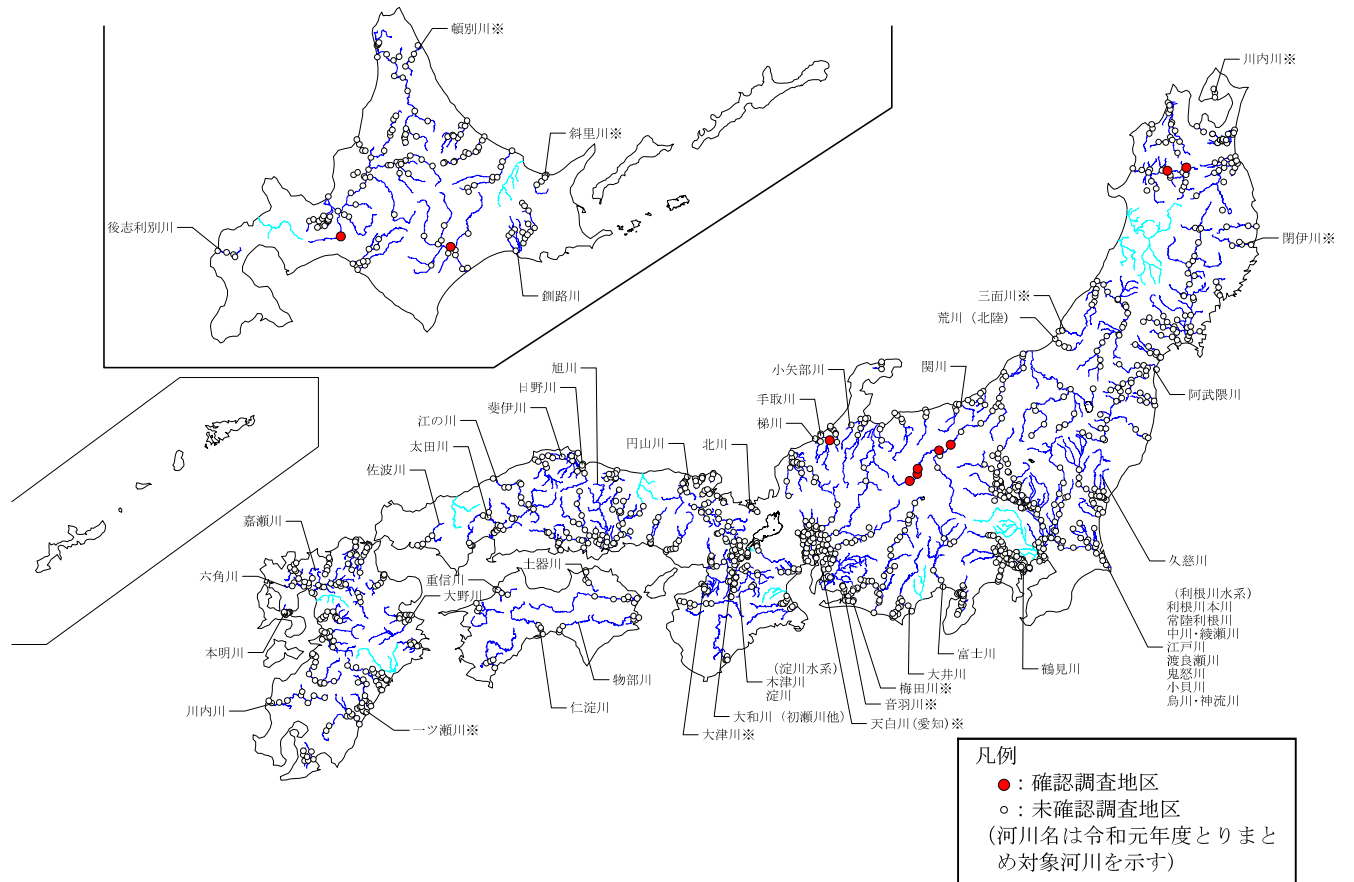 頓別川※
斜里川※
後志利別川
釧路川
川内川※
閉伊川※
三面川※
荒川（北陸）
阿武隈川
関川
小矢部川
手取川
梯川
旭川
日野川
斐伊川
江の川
太田川
佐波川
円山川
北川
嘉瀬川
六角川
本明川
川内川
土器川
重信川
大野川
一ツ瀬川※
物部川
仁淀川
（淀川水系）
木津川
淀川
大和川（初瀬川他）
大津川※
天白川(愛知)※
音羽川※
梅田川※
大井川
富士川
鶴見川
久慈川
（利根川水系）
利根川本川
常陸利根川
中川・綾瀬川
江戸川
渡良瀬川
鬼怒川
小貝川
烏川・神流川
凡例
●：確認調査地区
○：未確認調査地区
（河川名は令和元年度とりまと
め対象河川を示す）